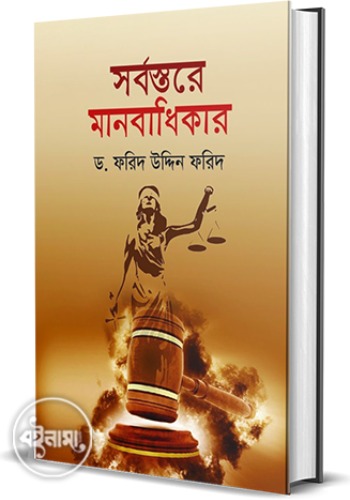 সর্বস্তরে
মানবাধিকার
ড. ফরিদ উদ্দিন ফরিদ
বইনামা